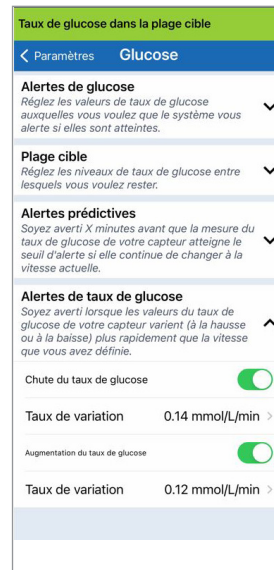 Taux de glucose dans la plage cible
Paramètres Glucose
Alertes de glucose
Réglez les valeurs de taux de glucose
auxquelles vous voulez que le système vous
alerte si elles sont atteintes.
Plage cible
Réglez les niveaux de taux de glucose entre
lesquels vous voulez rester.
Alertes prédictives
Soyez averti X minutes avant que la mesure du
taux de glucose de votre capteur atteigne le
seuil d'alerte si elle continue de changer à la
vitesse actuelle.
Alertes de taux de glucose
Soyez averti lorsque les valeurs du taux de
glucose de votre capteur varient (à la hausse
ou à la baisse) plus rapidement que la vitesse
que vous avez définie.
Chute du taux de glucose
Taux de variation 0.14 mmol/L/min
Augmentation du taux de glucose
Taux de variation 0.12 mmol/L/min